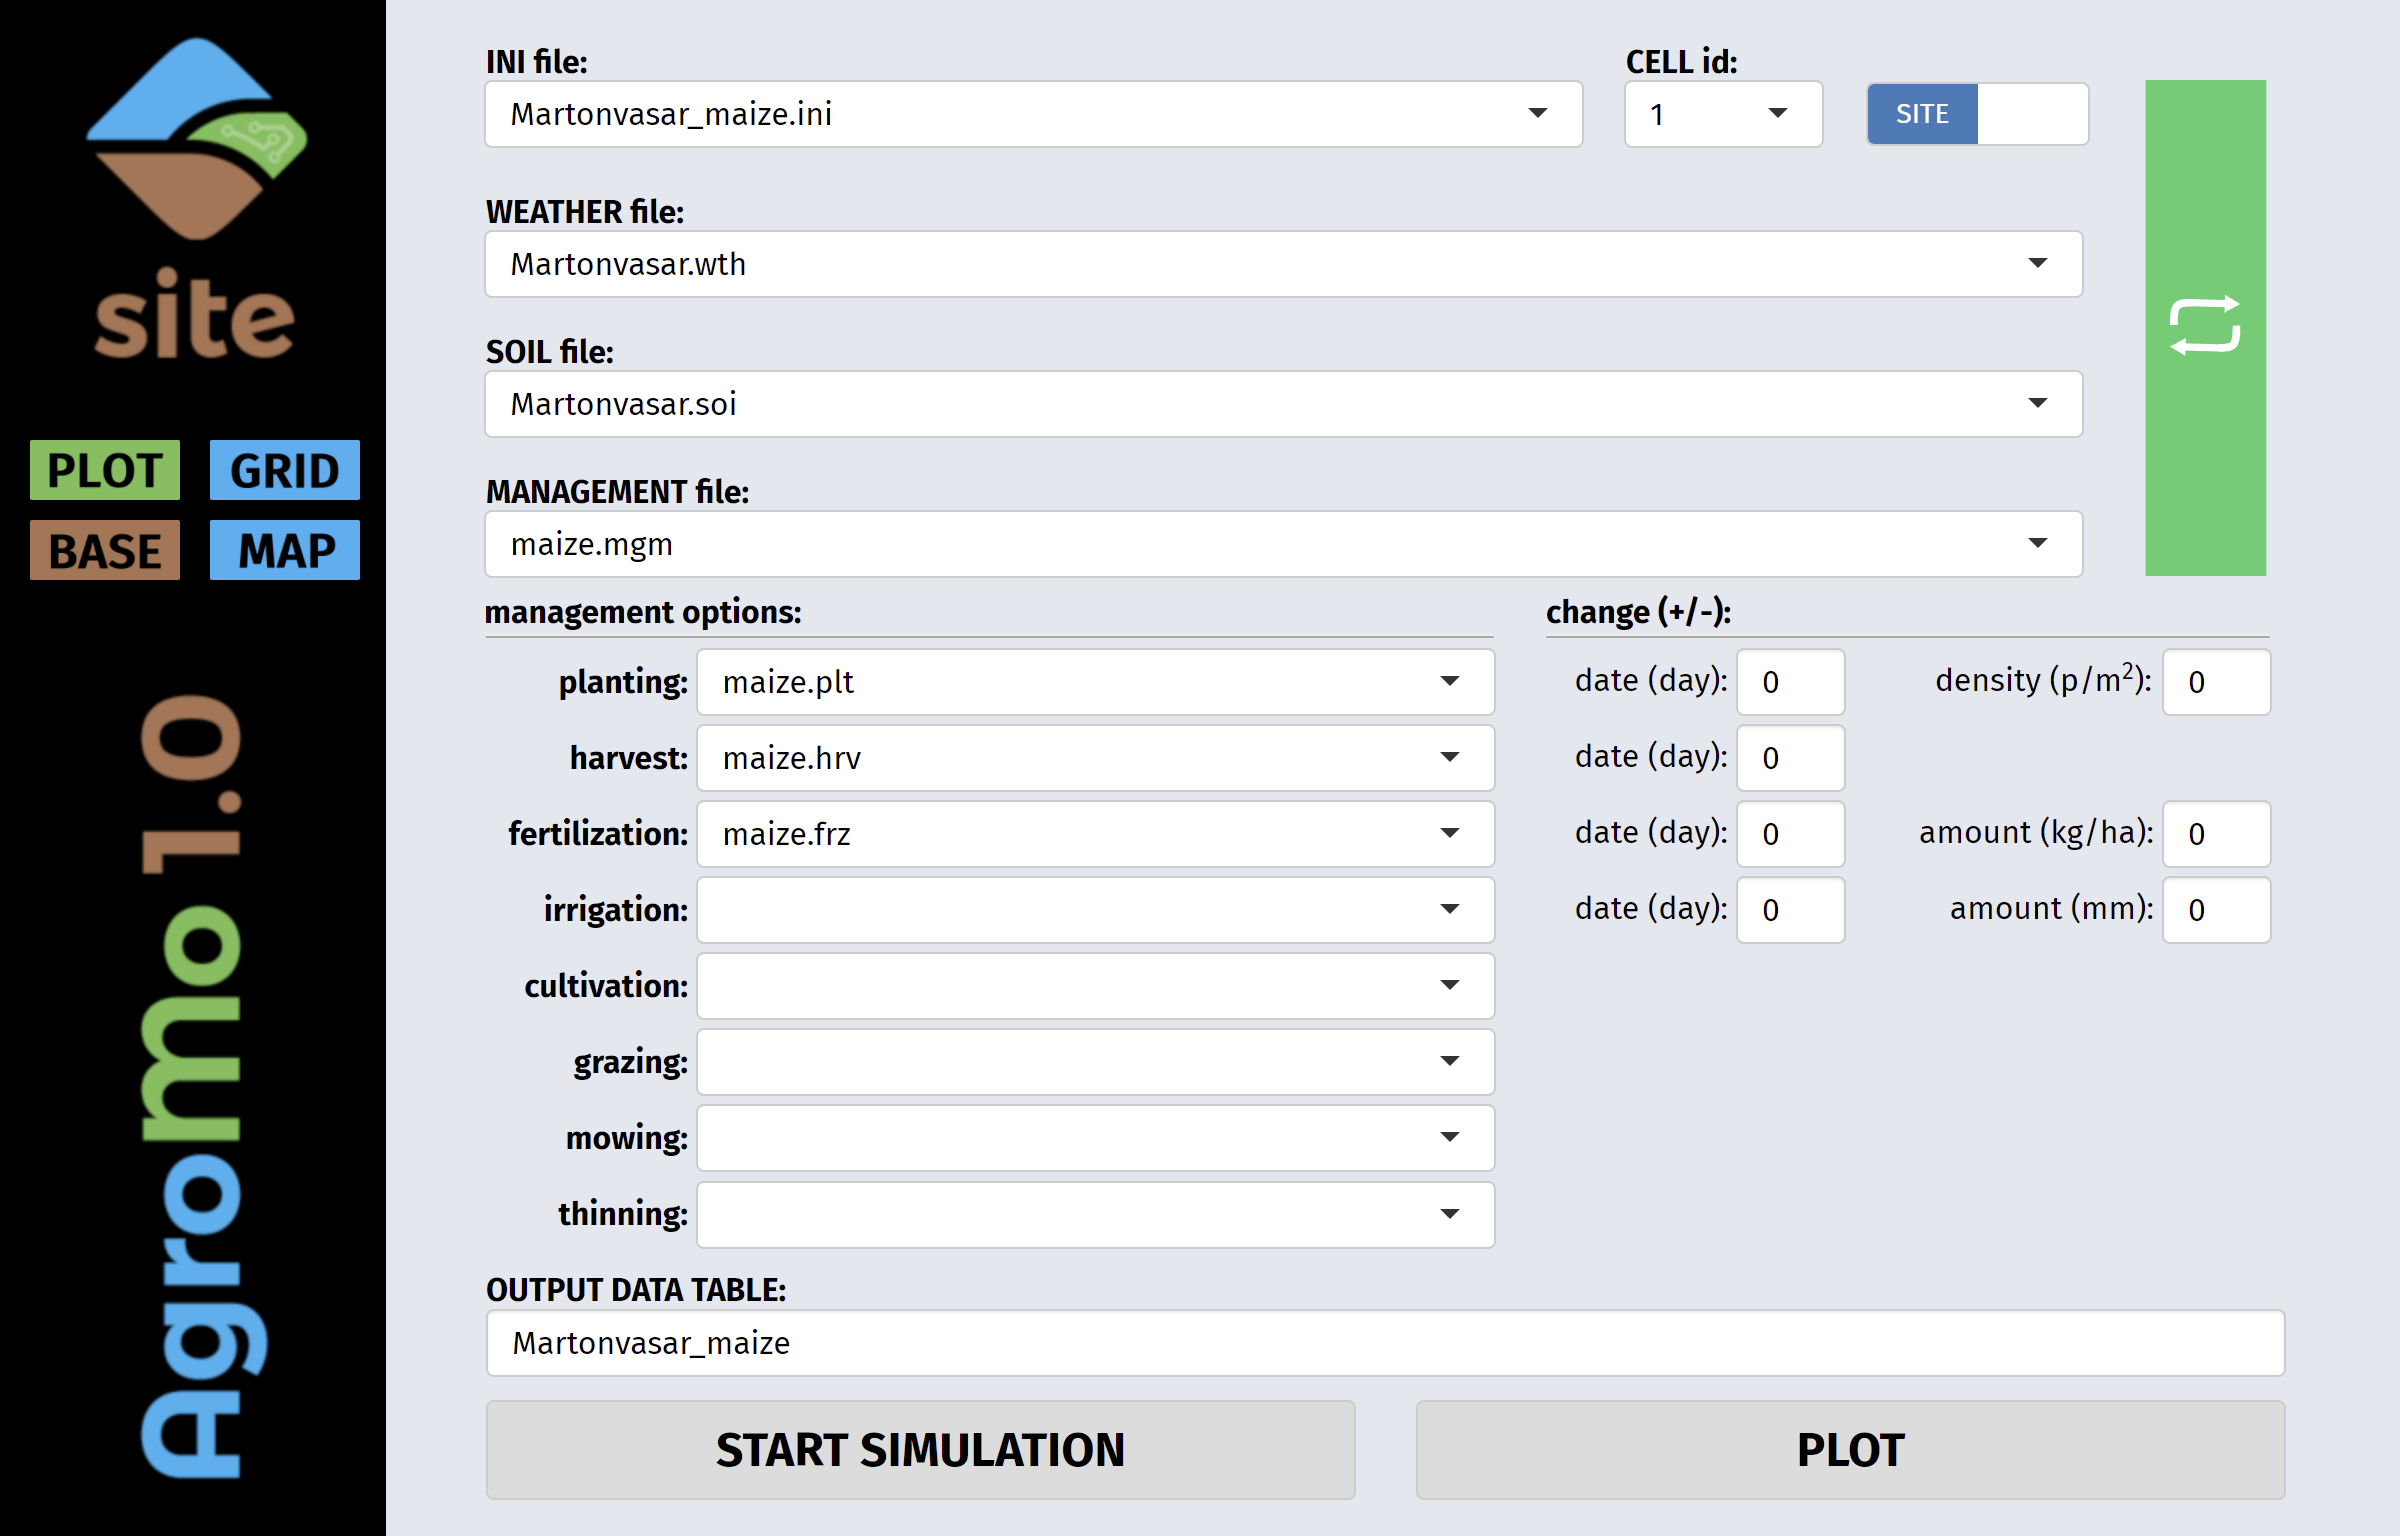 site
PLOT GRID
BASE MAP
AgroMo 1.0
INI file: CELL id:
Martonvasar_maize.ini 1 SITE
WEATHER file:
Martonvasar.wth
SOIL file:
Martonvasar.soi
MANAGEMENT file:
maize.mgm
management options: change (+/-):
planting: maize.plt date (day): 0 density (p/m²): 0
harvest: maize.hrv date (day): 0
fertilization: maize.frz date (day): 0 amount (kg/ha): 0
irrigation: date (day): 0 amount (mm): 0
cultivation:
grazing:
mowing:
thinning:
OUTPUT DATA TABLE:
Martonvasar_maize
START SIMULATION PLOT